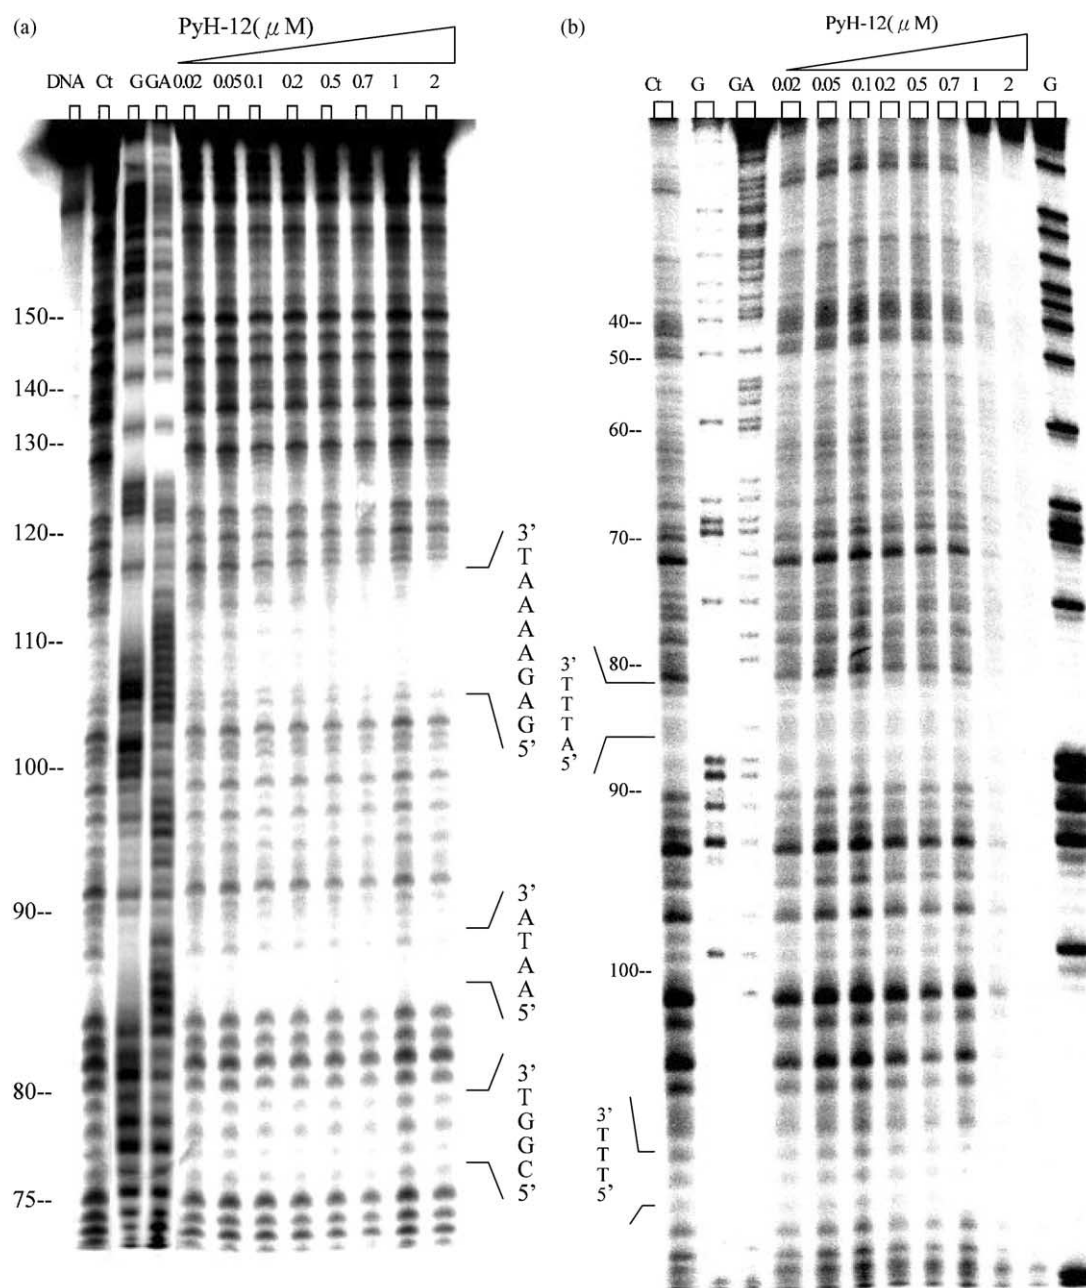 (a)
PyH-12(μM)
DNA Ct G GA 0.02 0.05 0.1 0.2 0.5 0.7 1 2
150--
140--
130--
120--
110--
100--
90--
80--
75--
3'
T
A
A
A
A
G
A
G
5'
3'
A
T
A
A
5'
3'
T
G
G
C
5'
(b)
PyH-12(μM)
Ct G GA 0.02 0.05 0.1 0.2 0.5 0.7 1 2 G
40--
50--
60--
70--
80--
90--
100--
3'
T
T
T
A
5'
3'
T
T
T
5'